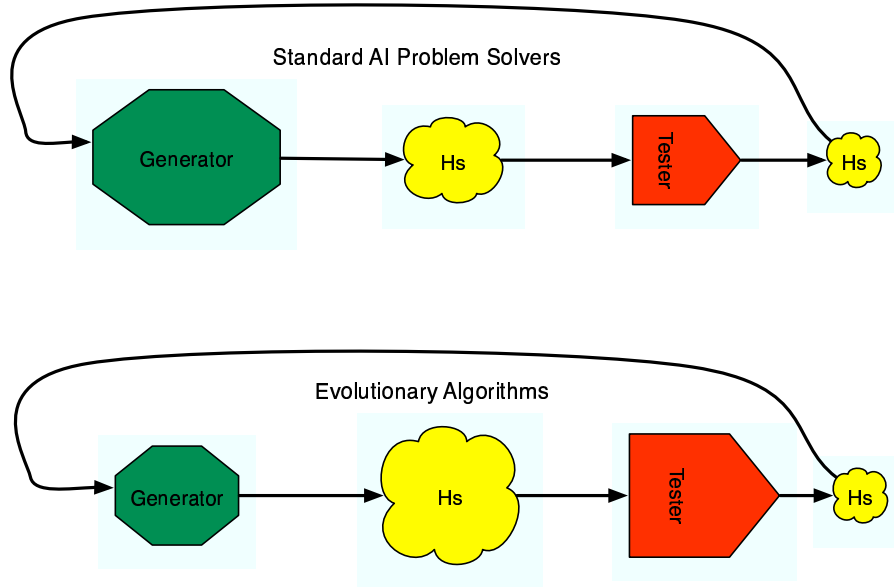 Standard AI Problem Solvers
Generator
Hs
Tester
Hs
Evolutionary Algorithms
Generator
Hs
Tester
Hs